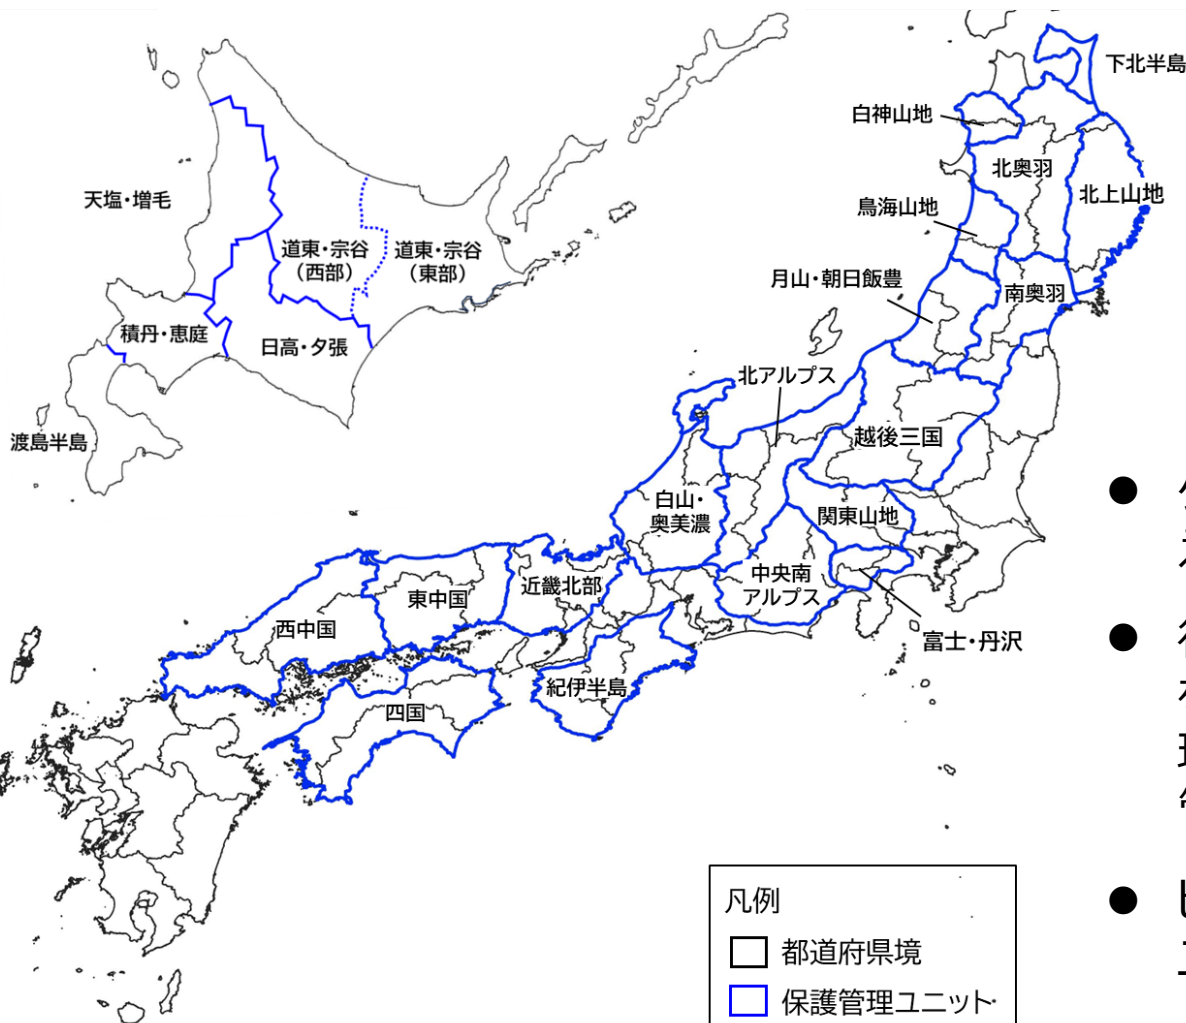 下北半島
白神山地
北奥羽
北上山地
鳥海山地
天塩・増毛
道東・宗谷
（西部）
道東・宗谷
（東部）
月山・朝日飯豊
南奥羽
積丹・恵庭
日高・夕張
北アルプス
渡島半島
越後三国
白山・
奥美濃
関東山地
中央南
アルプス
近畿北部
東中国
西中国
富士・丹沢
紀伊半島
四国
凡例
都道府県境
保護管理ユニット